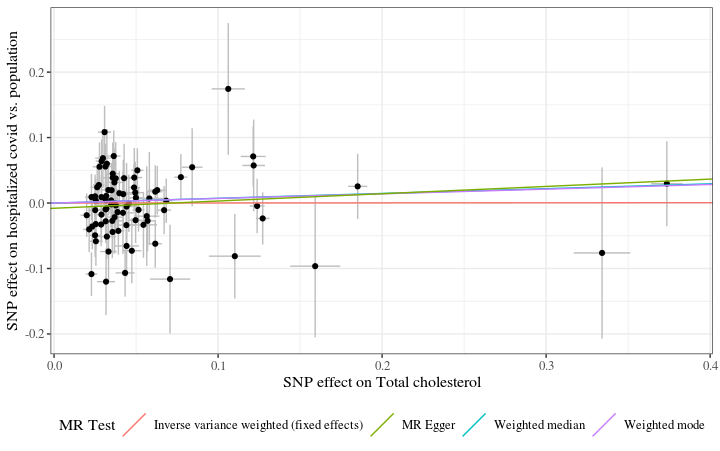 SNP effect on hospitalized covid vs. population
0.2
0.1
0.0
-0.1
-0.2
0.0 0.1 0.2 0.3 0.4
SNP effect on Total cholesterol
MR Test Inverse variance weighted (fixed effects) MR Egger Weighted median Weighted mode